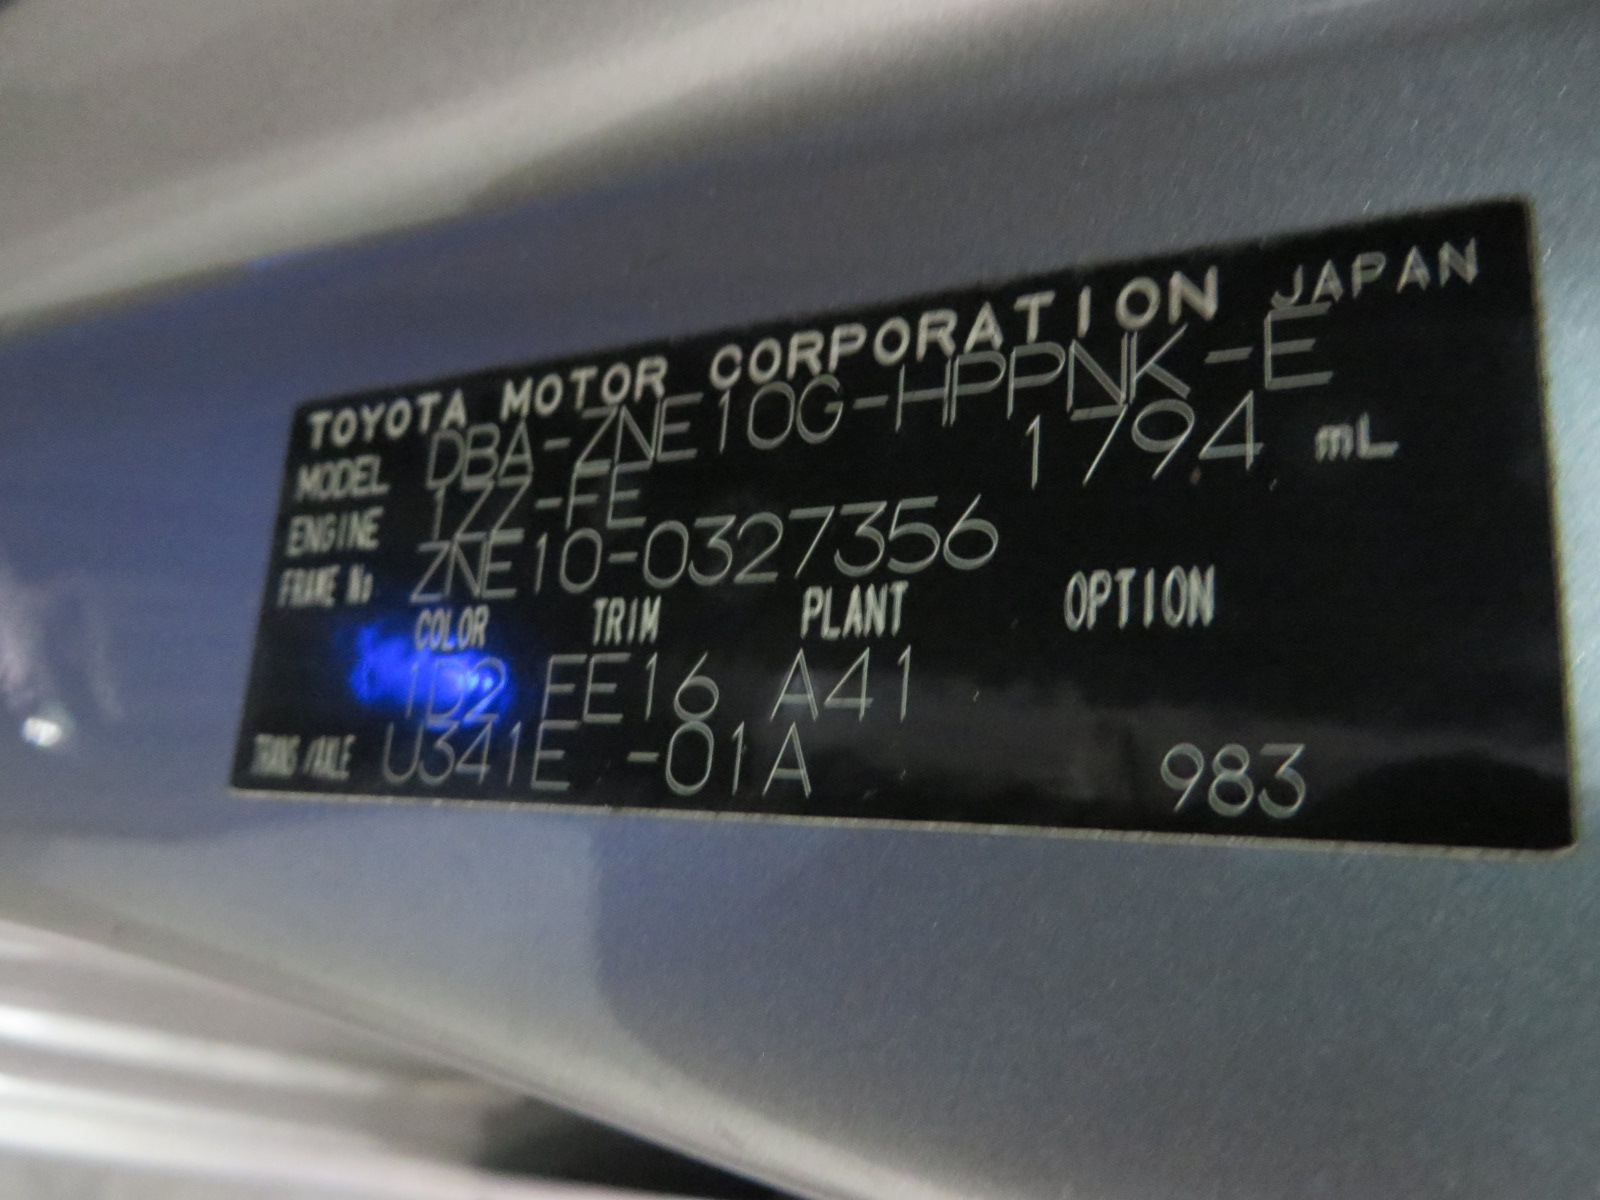 TOYOTA MOTOR CORPORATION JAPAN
MODEL DBA-ZNE10G-HPPNK-E
ENGINE 1ZZ-FE 1794 mL
FRAME No. ZNE10-0327356
COLOR TRIM PLANT OPTION
1D2 FE16 A41
TRANS/AXLE U341E -01A 983